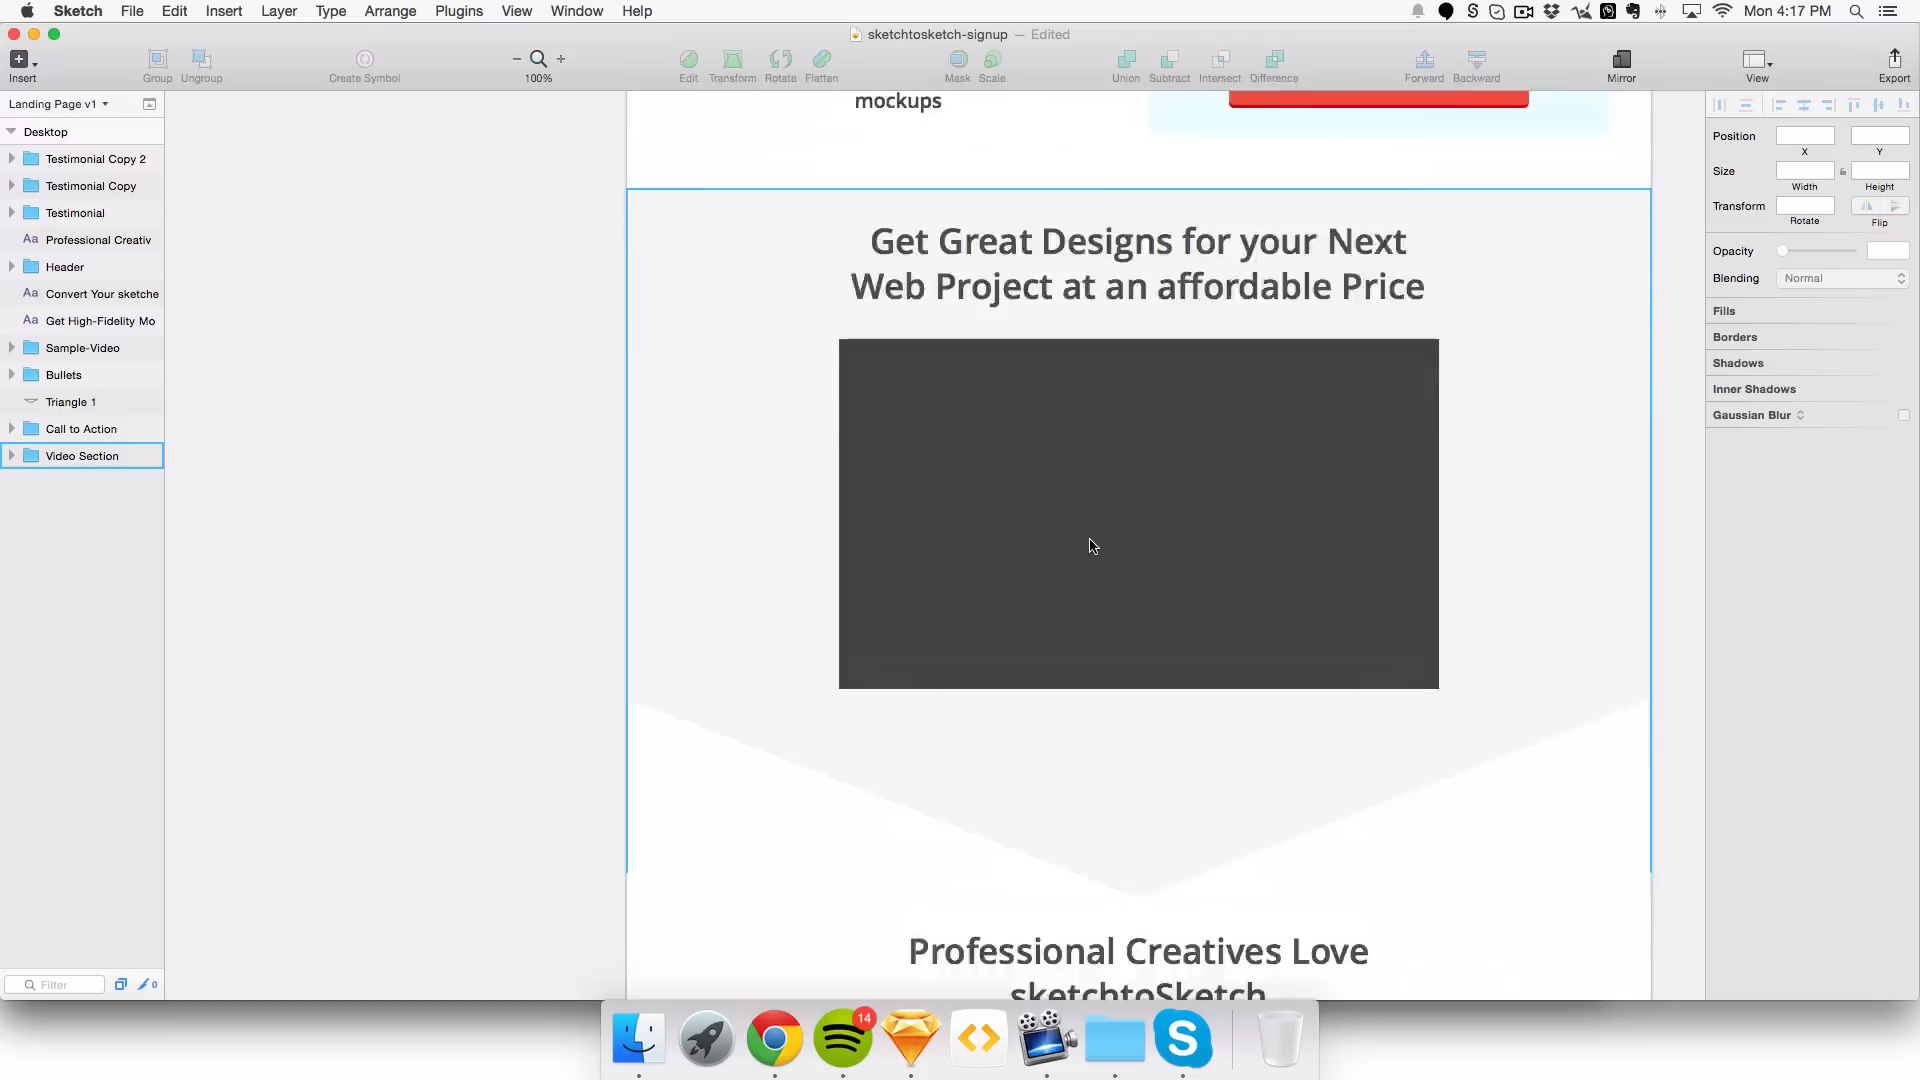 Sketch File Edit Insert Layer Type Arrange Plugins View Window Help
Mon 4:17 PM
sketchtosketch-signup — Edited
Insert
Group
Ungroup
Create Symbol
100%
Edit
Transform
Rotate
Flatten
Mask
Scale
Union
Subtract
Intersect
Difference
Forward
Backward
Mirror
View
Export
Landing Page v1
Desktop
Testimonial Copy 2
Testimonial Copy
Testimonial
Aa Professional Creativ
Header
Aa Convert Your sketche
Aa Get High-Fidelity Mo
Sample-Video
Bullets
Triangle 1
Call to Action
Video Section
Filter
0
mockups
Get Great Designs for your Next
Web Project at an affordable Price
Professional Creatives Love
sketchtoSketch
Position
X
Y
Size
Width
Height
Transform
Rotate
Flip
Opacity
Blending
Normal
Fills
Borders
Shadows
Inner Shadows
Gaussian Blur
14